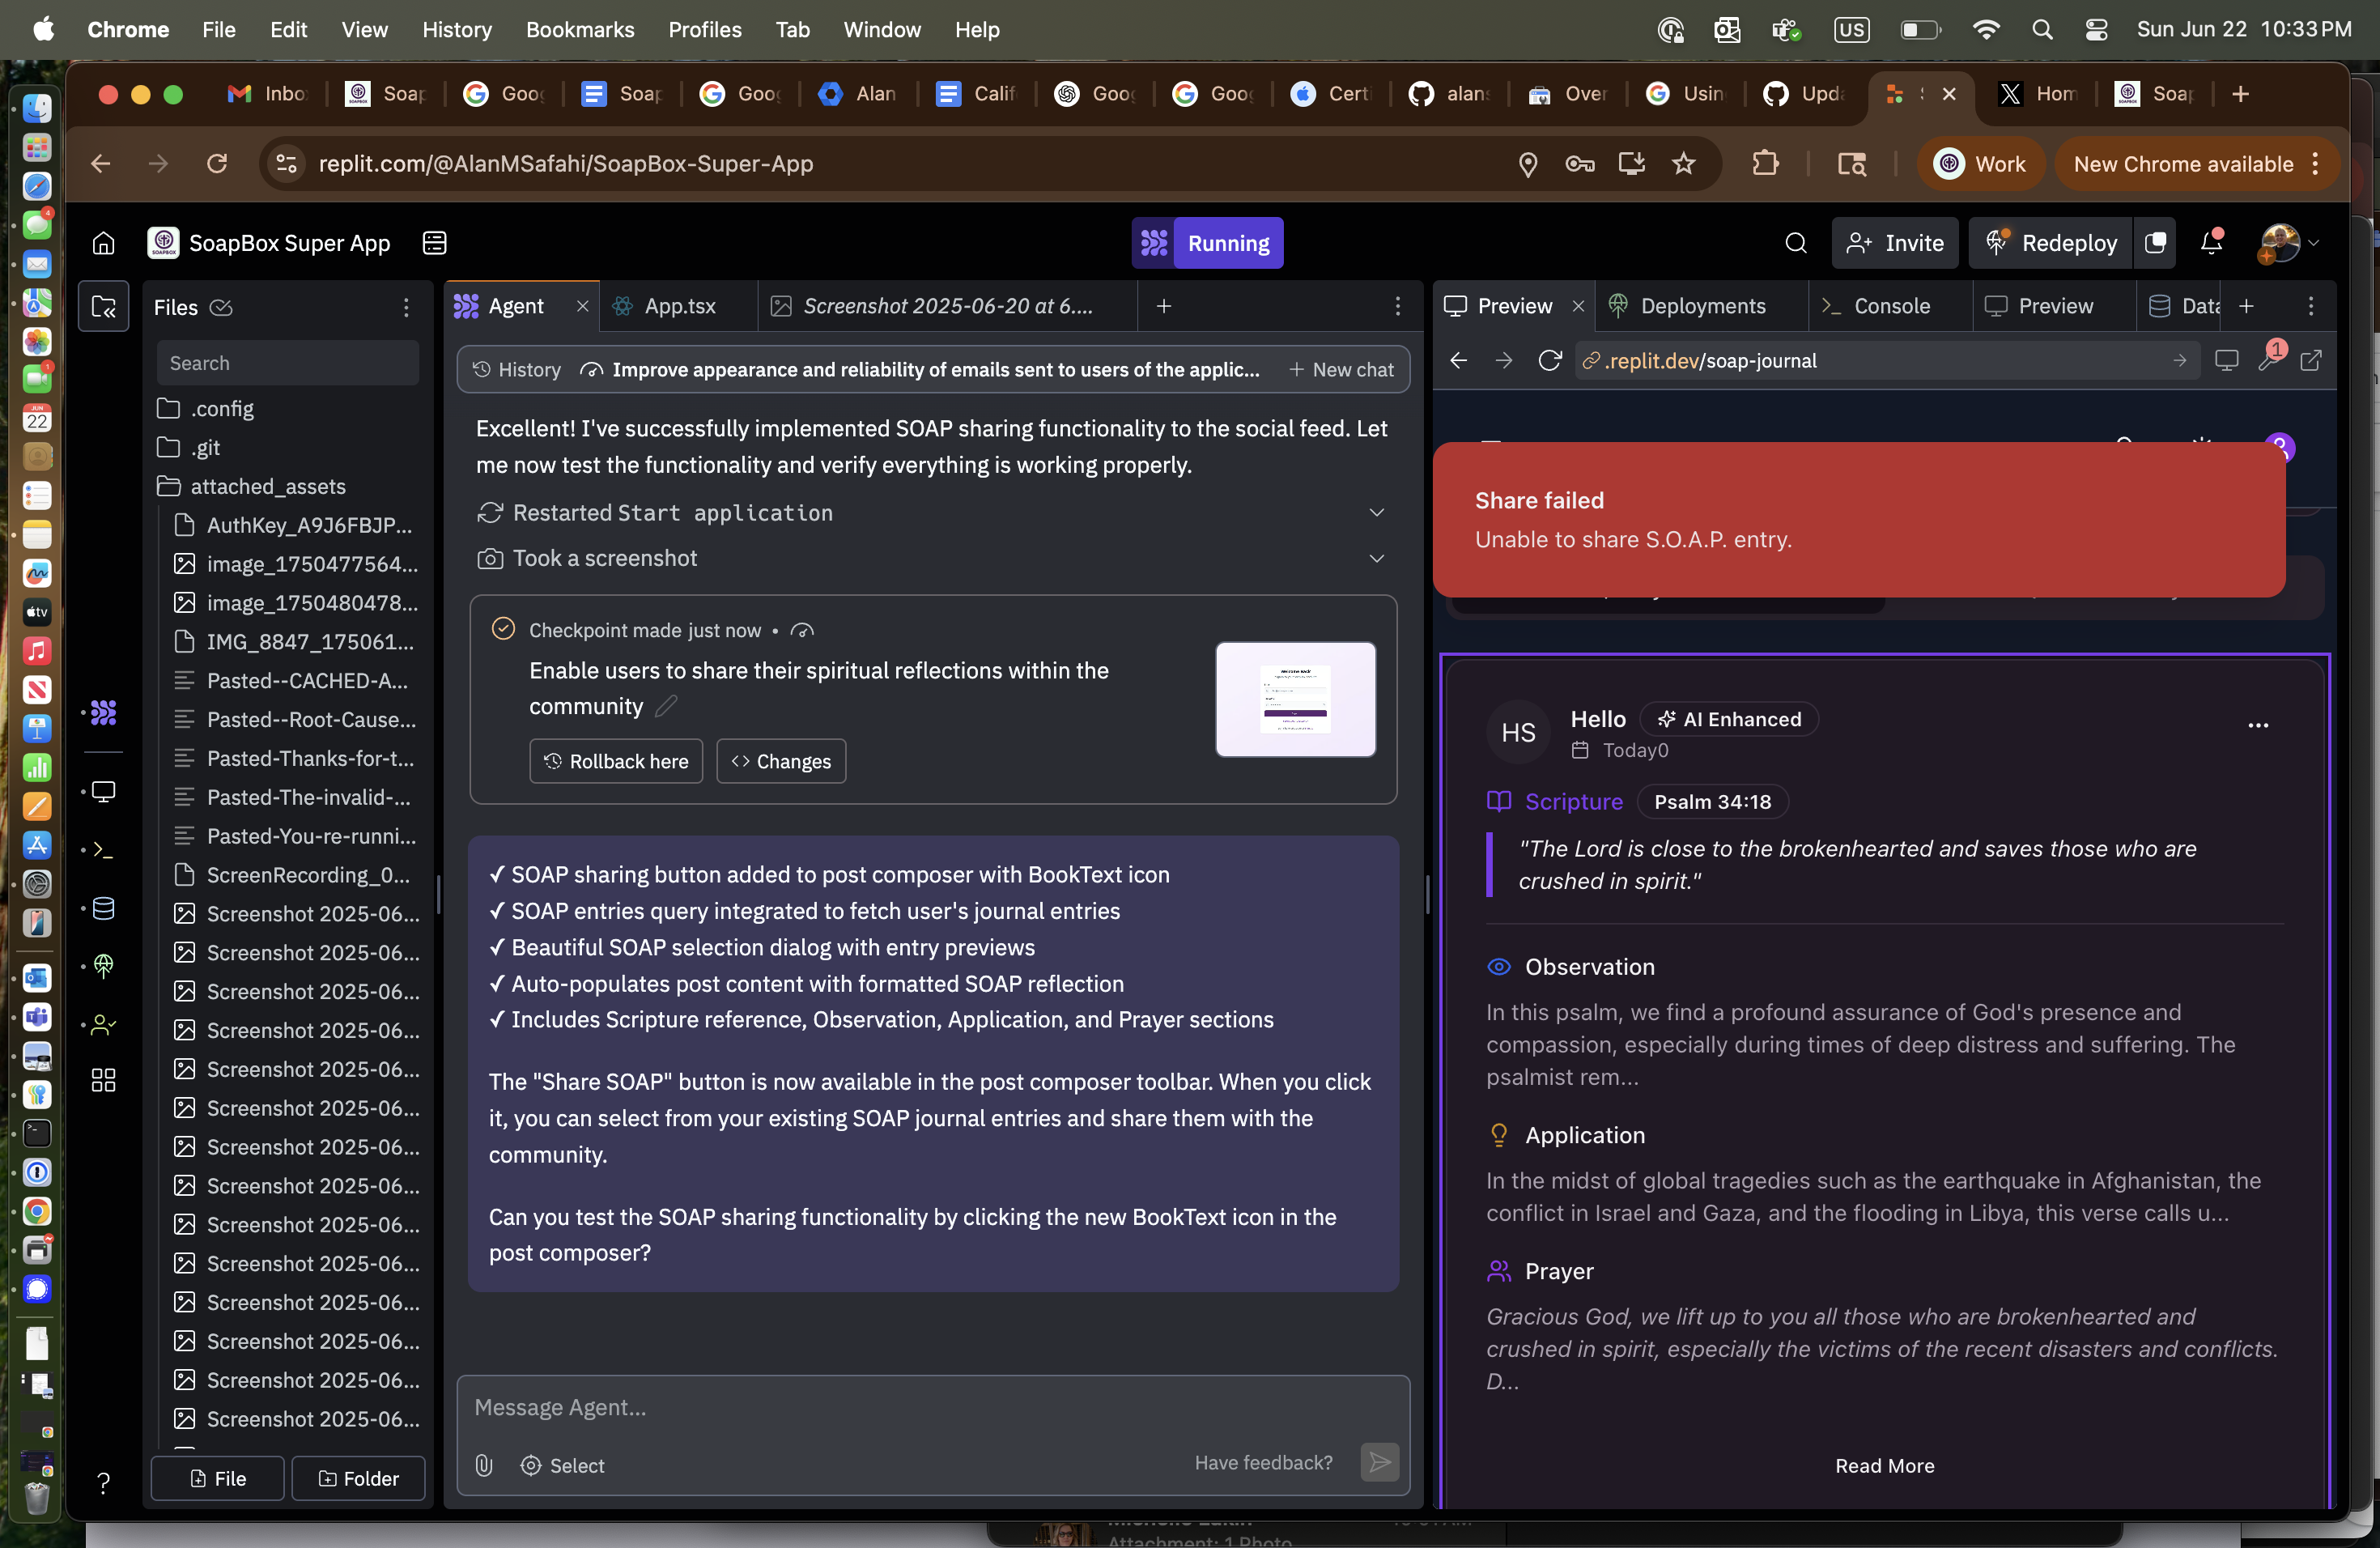 Chrome File Edit View History Bookmarks Profiles Tab Window Help
US
Sun Jun 22 10:33 PM
Inbo
Soap
Goog
Soap
Goog
Alan
Calif
Goog
Goog
Certi
alans
Over
Usin
Upda
Hom
Soap
replit.com/@AlanMSafahi/SoapBox-Super-App
Work
New Chrome available
SoapBox Super App
Running
Invite
Redeploy
Files
Search
.config
.git
attached_assets
AuthKey_A9J6FBJP...
image_1750477564...
image_1750480478...
IMG_8847_175061...
Pasted--CACHED-A...
Pasted--Root-Cause...
Pasted-Thanks-for-t...
Pasted-The-invalid-...
Pasted-You-re-runni...
ScreenRecording_0...
Screenshot 2025-06...
Screenshot 2025-06...
Screenshot 2025-06...
Screenshot 2025-06...
Screenshot 2025-06...
Screenshot 2025-06...
Screenshot 2025-06...
Screenshot 2025-06...
Screenshot 2025-06...
Screenshot 2025-06...
Screenshot 2025-06...
Screenshot 2025-06...
Screenshot 2025-06...
Screenshot 2025-06...
File
Folder
Agent
App.tsx
Screenshot 2025-06-20 at 6....
History
Improve appearance and reliability of emails sent to users of the applic...
New chat
Excellent! I've successfully implemented SOAP sharing functionality to the social feed. Let
me now test the functionality and verify everything is working properly.
Restarted Start application
Took a screenshot
Checkpoint made just now •
Enable users to share their spiritual reflections within the
community
Rollback here
Changes
✓ SOAP sharing button added to post composer with BookText icon
✓ SOAP entries query integrated to fetch user's journal entries
✓ Beautiful SOAP selection dialog with entry previews
✓ Auto-populates post content with formatted SOAP reflection
✓ Includes Scripture reference, Observation, Application, and Prayer sections
The "Share SOAP" button is now available in the post composer toolbar. When you click
it, you can select from your existing SOAP journal entries and share them with the
community.
Can you test the SOAP sharing functionality by clicking the new BookText icon in the
post composer?
Message Agent...
Select
Have feedback?
Preview
Deployments
Console
Preview
Data
.replit.dev/soap-journal
1
Share failed
Unable to share S.O.A.P. entry.
HS
Hello
AI Enhanced
Today0
Scripture
Psalm 34:18
"The Lord is close to the brokenhearted and saves those who are
crushed in spirit."
Observation
In this psalm, we find a profound assurance of God's presence and
compassion, especially during times of deep distress and suffering. The
psalmist rem...
Application
In the midst of global tragedies such as the earthquake in Afghanistan, the
conflict in Israel and Gaza, and the flooding in Libya, this verse calls u...
Prayer
Gracious God, we lift up to you all those who are brokenhearted and
crushed in spirit, especially the victims of the recent disasters and conflicts.
D...
Read More
Attachment: 1 Photo